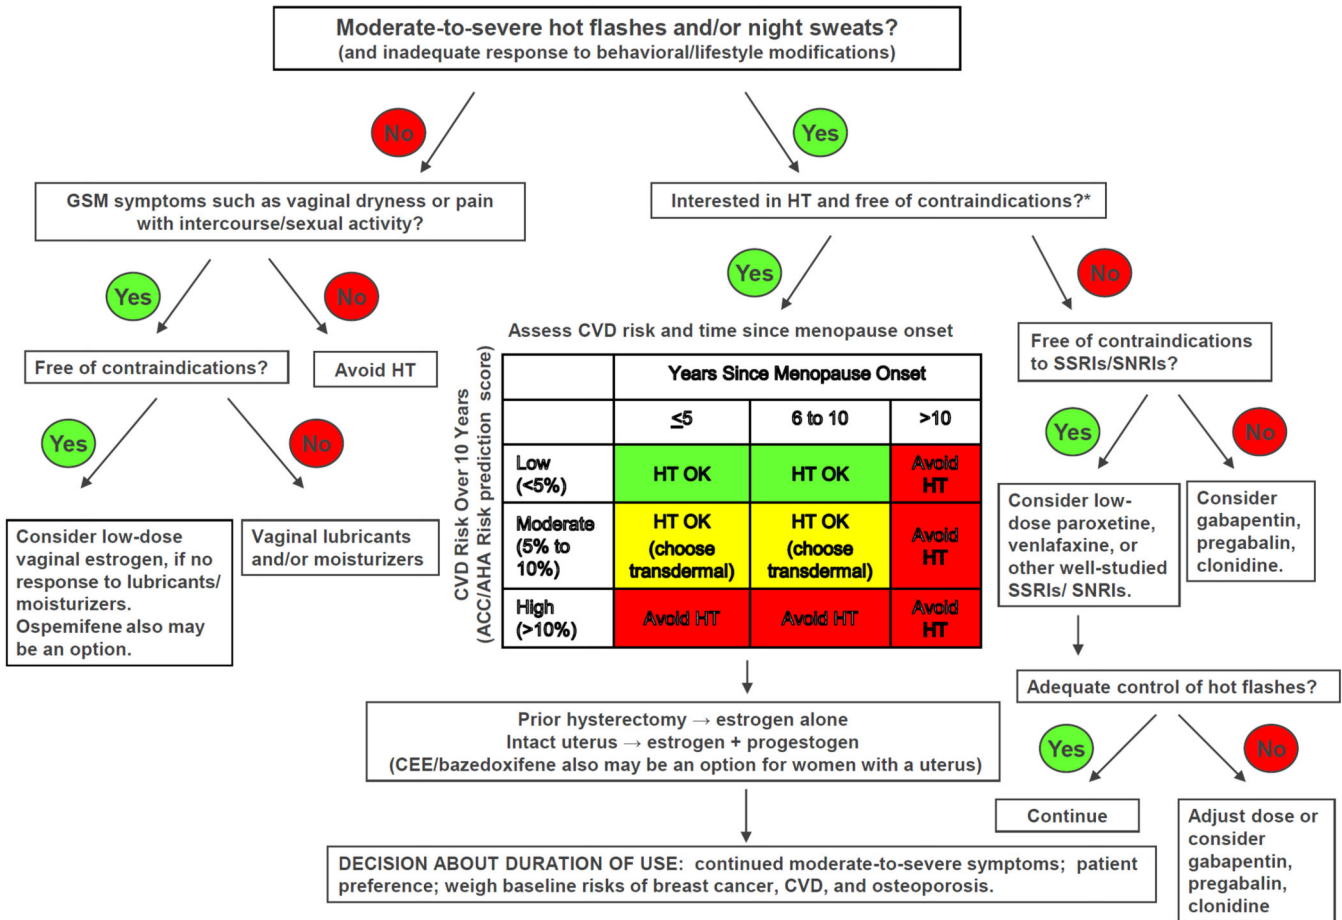 Moderate-to-severe hot flashes and/or night sweats?
(and inadequate response to behavioral/lifestyle modifications)
No
Yes
GSM symptoms such as vaginal dryness or pain
with intercourse/sexual activity?
Interested in HT and free of contraindications?*
Yes
No
Yes
No
Free of contraindications?
Avoid HT
Assess CVD risk and time since menopause onset
Free of contraindications
to SSRIs/SNRIs?
Yes
No
Yes
No
CVD Risk Over 10 Years
(ACC/AHA Risk prediction score)
Years Since Menopause Onset
≤5
6 to 10
>10
Low
(<5%)
HT OK
HT OK
Avoid
HT
Moderate
(5% to
10%)
HT OK
(choose
transdermal)
HT OK
(choose
transdermal)
Avoid
HT
High
(>10%)
Avoid HT
Avoid HT
Avoid
HT
Consider low-dose
vaginal estrogen, if no
response to lubricants/
moisturizers.
Ospemifene also may
be an option.
Vaginal lubricants
and/or moisturizers
Consider low-
dose paroxetine,
venlafaxine, or
other well-studied
SSRIs/ SNRIs.
Consider
gabapentin,
pregabalin,
clonidine.
Prior hysterectomy → estrogen alone
Intact uterus → estrogen + progestogen
(CEE/bazedoxifene also may be an option for women with a uterus)
Adequate control of hot flashes?
Yes
No
Continue
Adjust dose or
consider
gabapentin,
pregabalin,
clonidine
DECISION ABOUT DURATION OF USE: continued moderate-to-severe symptoms; patient
preference; weigh baseline risks of breast cancer, CVD, and osteoporosis.